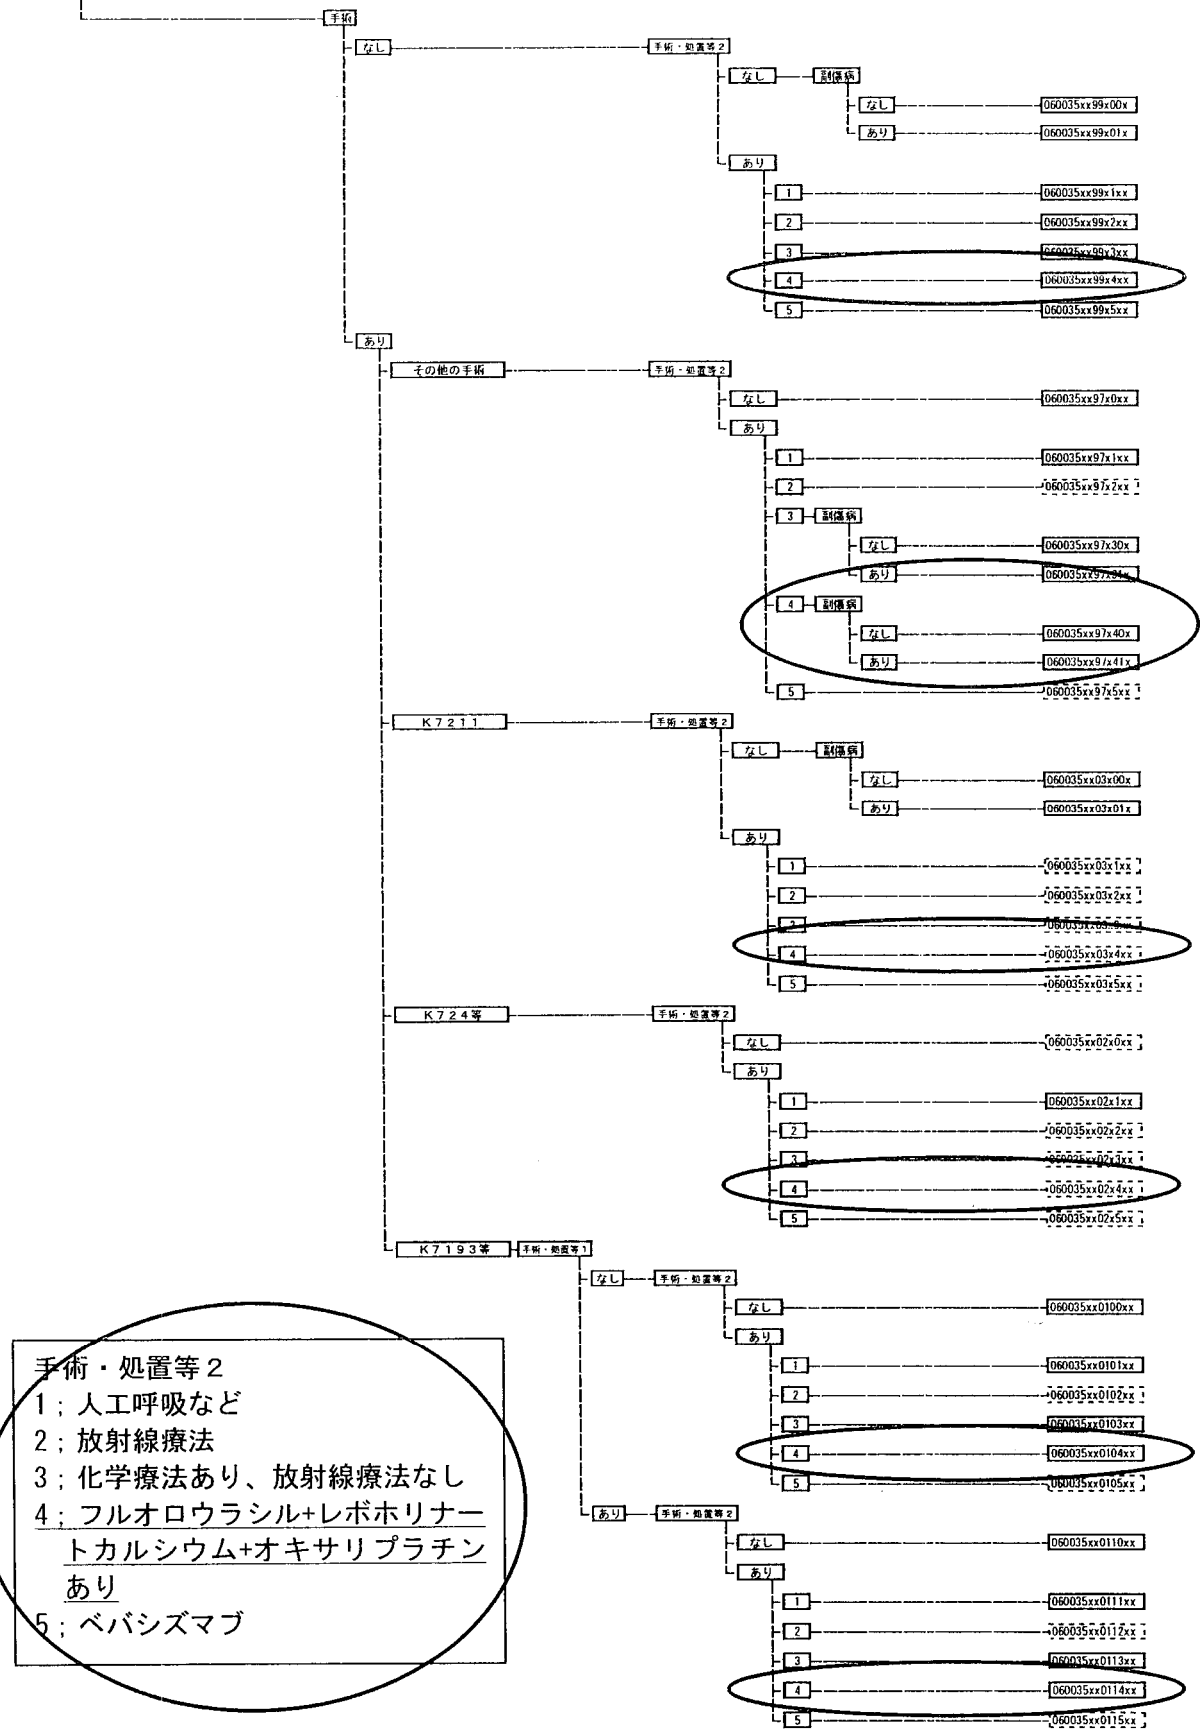 手術
なし 手術・処置等2
なし 副傷病
なし 060035xx99x00x
あり 060035xx99x01x
あり
1 060035xx99x1xx
2 060035xx99x2xx
3 060035xx99x3xx
4 060035xx99x4xx
5 060035xx99x5xx
あり
その他の手術 手術・処置等2
なし 060035xx97x0xx
あり
1 060035xx97x1xx
2 060035xx97x2xx
3 副傷病
なし 060035xx97x30x
あり 060035xx97x31x
4 副傷病
なし 060035xx97x40x
あり 060035xx97x41x
5 060035xx97x5xx
K7211 手術・処置等2
なし 副傷病
なし 060035xx03x00x
あり 060035xx03x01x
あり
1 060035xx03x1xx
2 060035xx03x2xx
3 060035xx03x3xx
4 060035xx03x4xx
5 060035xx03x5xx
K724等 手術・処置等2
なし 060035xx02x0xx
あり
1 060035xx02x1xx
2 060035xx02x2xx
3 060035xx02x3xx
4 060035xx02x4xx
5 060035xx02x5xx
K7193等 手術・処置等1
なし 手術・処置等2
なし 060035xx0100xx
あり
1 060035xx0101xx
2 060035xx0102xx
3 060035xx0103xx
4 060035xx0104xx
5 060035xx0105xx
あり 手術・処置等2
なし 060035xx0110xx
あり
1 060035xx0111xx
2 060035xx0112xx
3 060035xx0113xx
4 060035xx0114xx
5 060035xx0115xx
手術・処置等2
1；人工呼吸など
2；放射線療法
3；化学療法あり、放射線療法なし
4；フルオロウラシル+レボホリナー
トカルシウム+オキサリプラチン
あり
5；ベバシズマブ